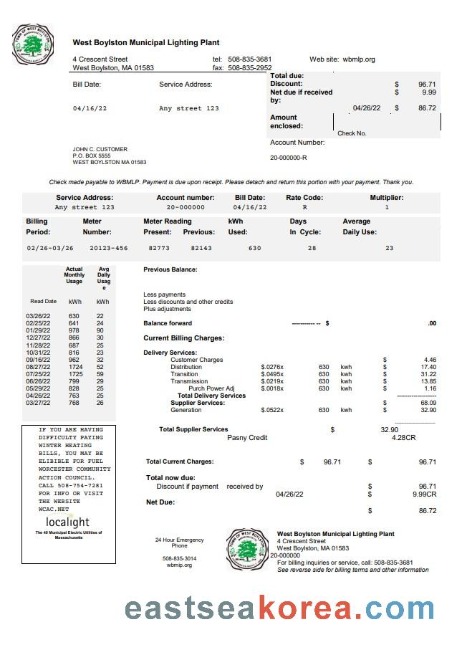 West Boylston Municipal Lighting Plant
4 Crescent Street tel: 508-835-3681 Web site: wbmlp.org
West Boylston, MA 01583 fax: 508-835-2952
Bill Date: Service Address:
04/16/22 Any street 123
Total due: $ 96.71
Discount: $ 9.99
Net due if received by: 04/26/22 $ 86.72
Amount enclosed:
Check No.
Account Number:
20-000000-R
JOHN C. CUSTOMER
P.O. BOX 5555
WEST BOYLSTON MA 01583
Check made payable to WBMLP. Payment is due upon receipt. Please detach and return this portion with your payment. Thank you.
Service Address: Account number: Bill Date: Rate Code: Multiplier:
Any street 123 20-000000 04/16/22 R 1
Billing Meter Meter Reading kWh Days Average
Period: Number: Present: Previous: Used: In Cycle: Daily Use:
02/26-03/26 20123-456 82773 82143 630 28 23
Actual Monthly Usage Avg Daily Usag e
Read Date kWh kWh
03/26/22 630 22
02/25/22 641 24
01/29/22 978 90
12/27/22 866 30
11/28/22 687 25
10/31/22 816 23
09/16/22 962 32
08/17/22 1724 52
07/25/22 1725 59
06/26/22 799 29
05/29/22 628 25
04/26/22 763 25
03/27/22 768 26
Previous Balance:
Less payments
Less discounts and other credits
Plus adjustments
Balance forward ---------- -- $ .00
Current Billing Charges:
Delivery Services:
Customer Charges $ 4.46
Distribution $.0276x 630 kwh $ 17.40
Transition $.0495x 630 kwh $ 31.22
Transmission $.0219x 630 kwh $ 13.85
Purch Power Adj $.0018x 630 kwh $ 1.16
Total Delivery Services
Supplier Services: $ 68.00
Generation $.0522x 630 kwh $ 32.90
Total Supplier Services $ 32.90
Pasny Credit 4.28CR
Total Current Charges: $ 96.71 $ 96.71
Total now due: $ 96.71
Discount if payment received by 04/26/22 $ 9.99CR
Net Due: $ 86.72
IF YOU ARE HAVING
DIFFICULTY PAYING
WINTER HEATING
BILLS, YOU MAY BE
ELIGIBLE FOR FUEL
WORCESTER COMMUNITY
ACTION COUNCIL.
CALL 508-754-7281
FOR INFO OR VISIT
THE WEBSITE
WCAC.NET
localight
The 40 Municipal Electric Utilities of
Massachusetts
24 Hour Emergency
Phone
508-835-3014
wbmlp.org
West Boylston Municipal Lighting Plant
4 Crescent Street
West Boylston, MA 01583
20-000000
For billing inquiries or service, call: 508-835-3681
See reverse side for billing terms and other information
eastseakorea.com